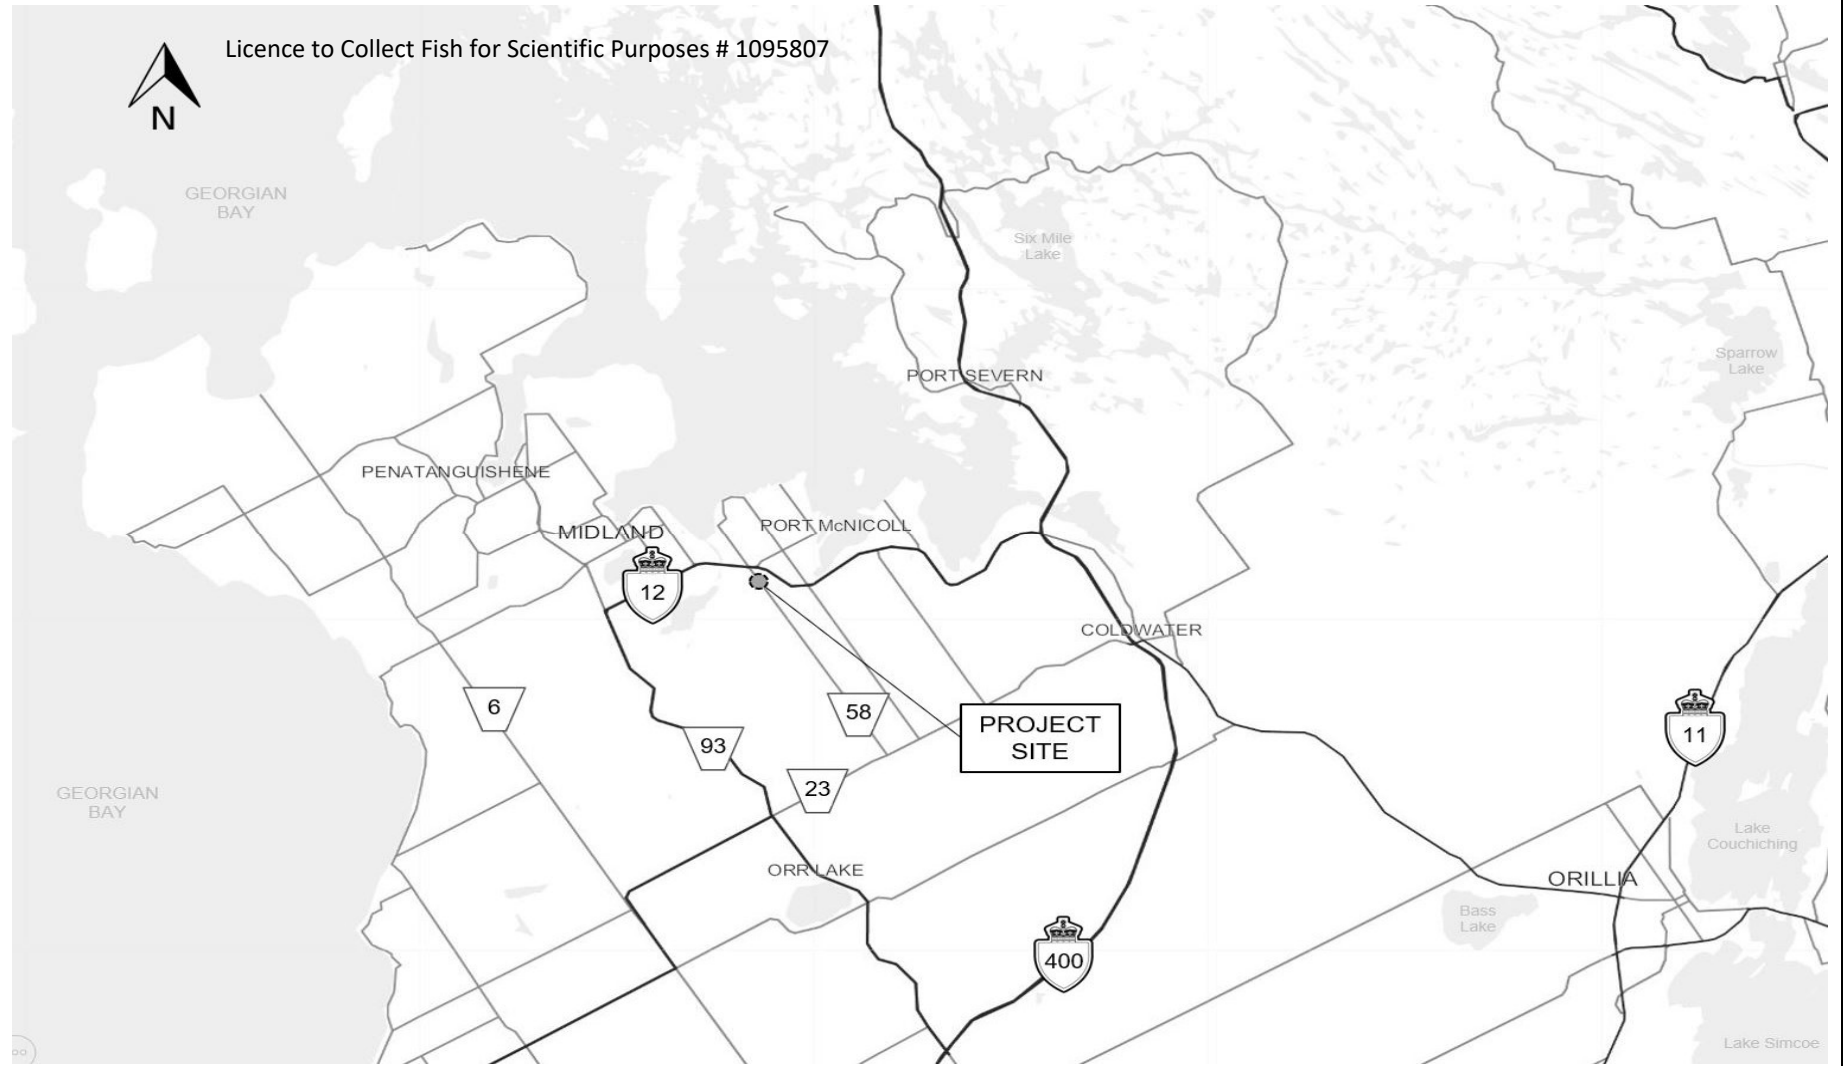 Licence to Collect Fish for Scientific Purposes # 1095807
N
GEORGIAN
BAY
Six Mile
Lake
Sparrow
Lake
PORT SEVERN
PENATANGUISHENE
MIDLAND
PORT McNICOLL
12
COLDWATER
6
58
93
PROJECT
SITE
11
23
GEORGIAN
BAY
Lake
Couchiching
ORR LAKE
ORILLIA
Bass
Lake
400
Lake Simcoe